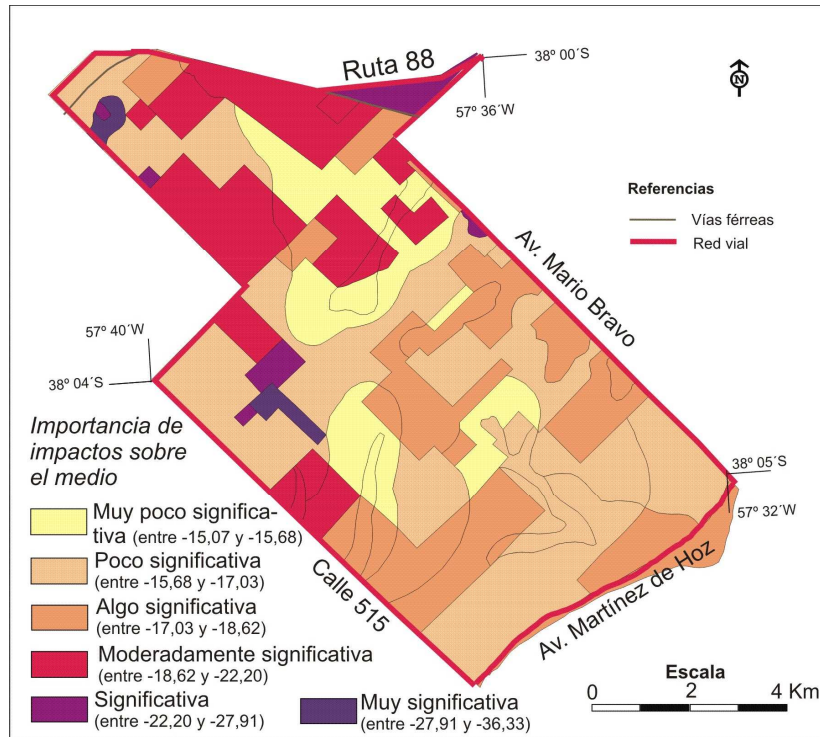 Ruta 88
38º 00´S
57º 36´W
N
Referencias
Vías férreas
Red vial
Av. Mario Bravo
57º 40´W
38º 04´S
Importancia de
impactos sobre
el medio
38º 05´S
57º 32´W
Muy poco significa-
tiva (entre -15,07 y -15,68)
Poco significativa
(entre -15,68 y -17,03)
Algo significativa
(entre -17,03 y -18,62)
Moderadamente significativa
(entre -18,62 y -22,20)
Significativa
(entre -22,20 y -27,91)
Muy significativa
(entre -27,91 y -36,33)
Calle 515
Av. Martínez de Hoz
Escala
0 2 4 Km